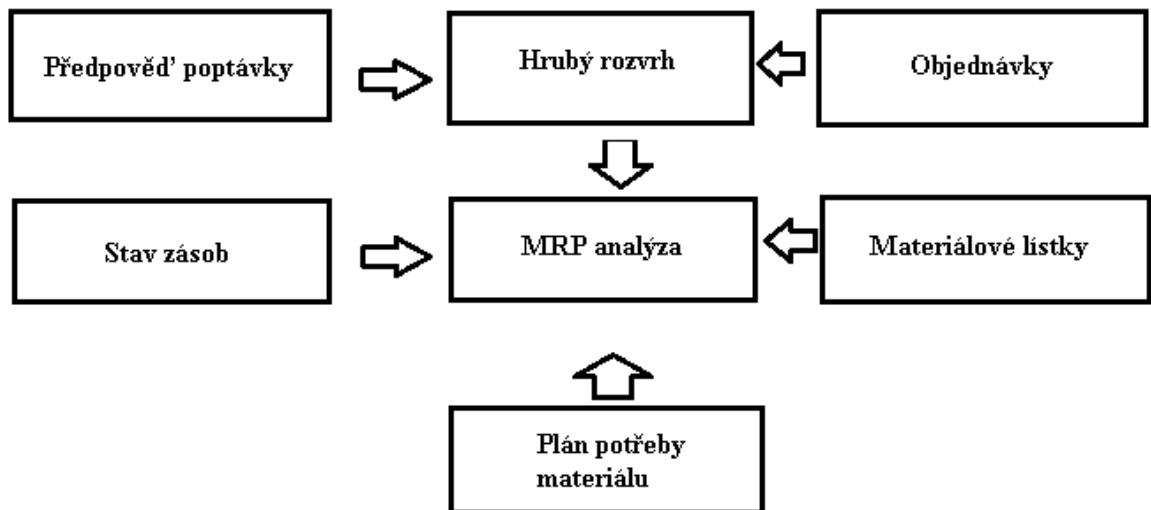 Předpověď poptávky
Hrubý rozvrh
Objednávky
Stav zásob
MRP analýza
Materiálové lístky
Plán potřeby
materiálu